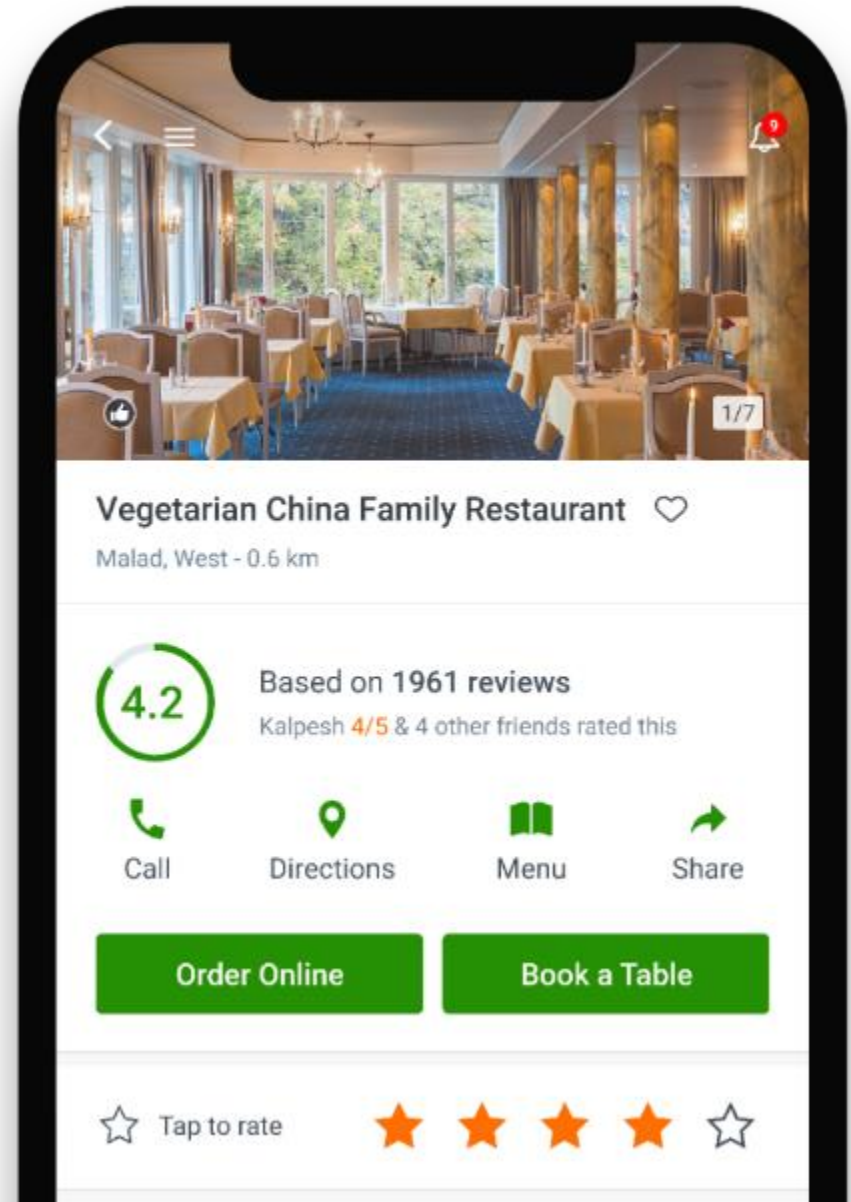 9
1/7
Vegetarian China Family Restaurant
Malad, West - 0.6 km
4.2
Based on 1961 reviews
Kalpesh 4/5 & 4 other friends rated this
Call Directions Menu Share
Order Online Book a Table
Tap to rate